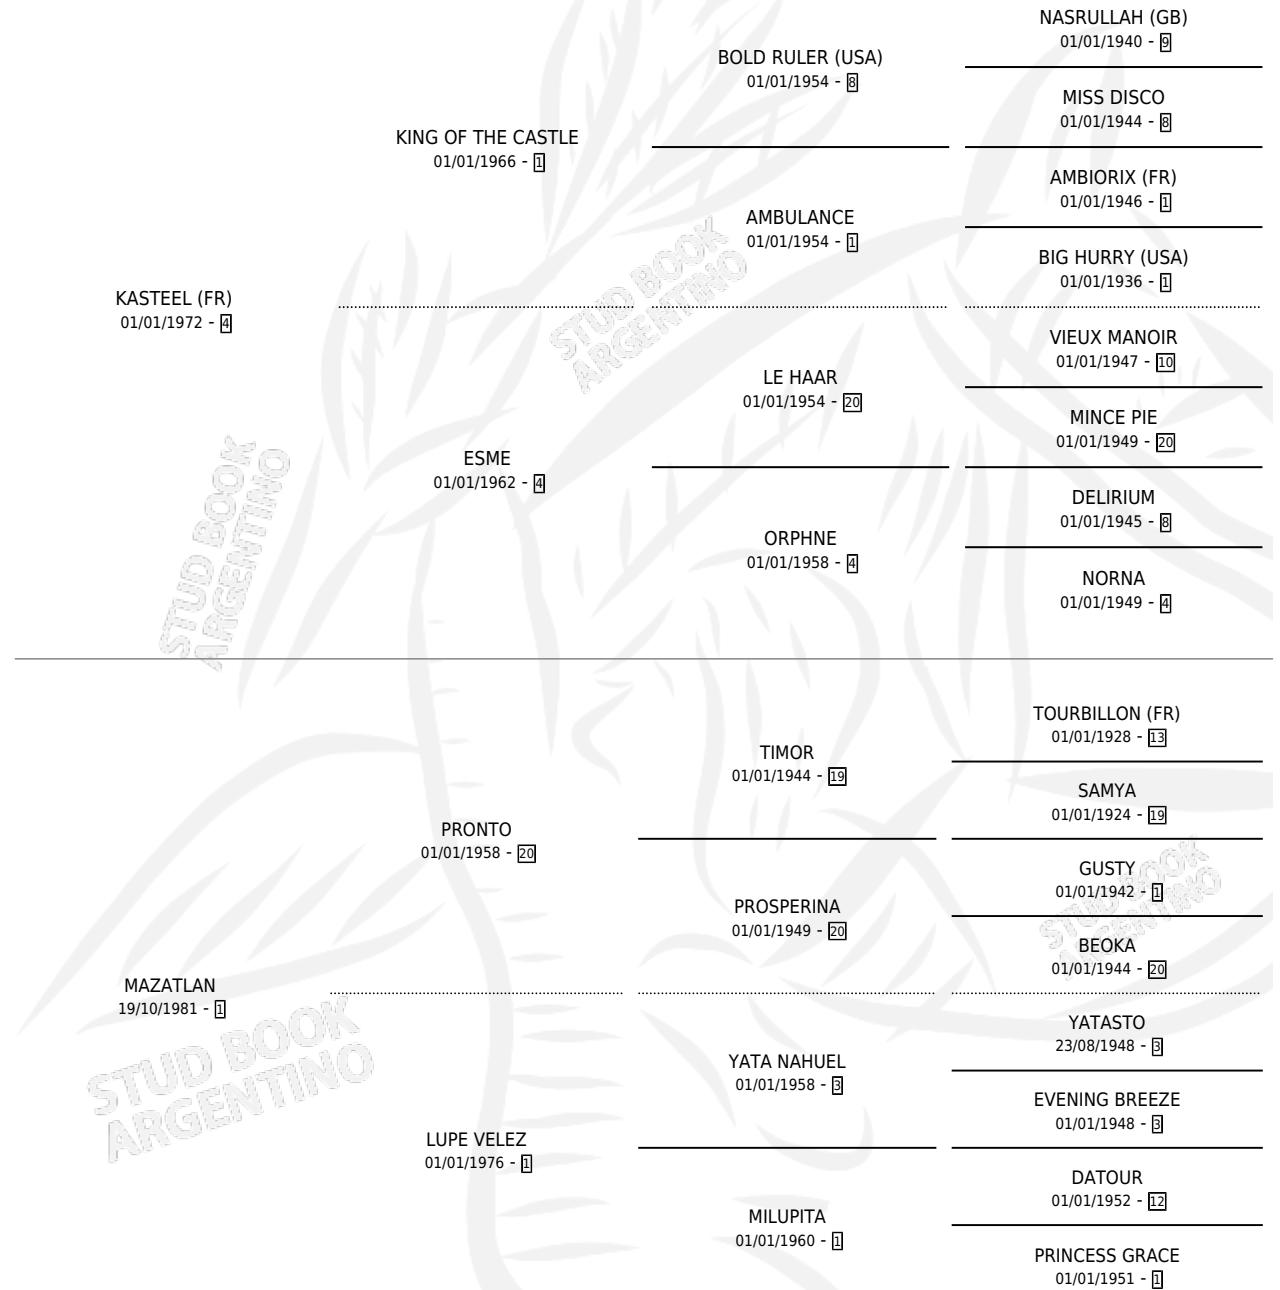 NASRULLAH (GB)
01/01/1940 - 9
BOLD RULER (USA)
01/01/1954 - 8
MISS DISCO
01/01/1944 - 8
KING OF THE CASTLE
01/01/1966 - 1
AMBIORIX (FR)
01/01/1946 - 1
AMBULANCE
01/01/1954 - 1
BIG HURRY (USA)
01/01/1936 - 1
KASTEEL (FR)
01/01/1972 - 4
VIEUX MANOIR
01/01/1947 - 10
LE HAAR
01/01/1954 - 20
MINCE PIE
01/01/1949 - 20
ESME
01/01/1962 - 4
DELIRIUM
01/01/1945 - 8
ORPHNE
01/01/1958 - 4
NORNA
01/01/1949 - 4
TOURBILLON (FR)
01/01/1928 - 13
TIMOR
01/01/1944 - 19
SAMYA
01/01/1924 - 19
PRONTO
01/01/1958 - 20
GUSTY
01/01/1942 - 1
PROSPERINA
01/01/1949 - 20
BEOKA
01/01/1944 - 20
MAZATLAN
19/10/1981 - 1
YATASTO
23/08/1948 - 3
YATA NAHUEL
01/01/1958 - 3
EVENING BREEZE
01/01/1948 - 3
LUPE VELEZ
01/01/1976 - 1
DATOUR
01/01/1952 - 12
MILUPITA
01/01/1960 - 1
PRINCESS GRACE
01/01/1951 - 1
STUD BOOK
ARGENTINO
STUD BOOK
ARGENTINO
STUD BOOK
ARGENTINO
STUD BOOK
ARGENTINO